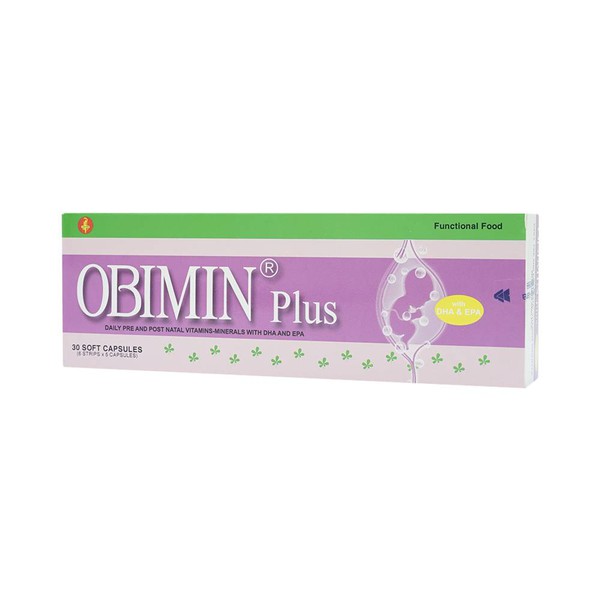 Functional Food
OBIMIN® Plus
DAILY PRE AND POST NATAL VITAMINS-MINERALS WITH DHA AND EPA
with
DHA & EPA
30 SOFT CAPSULES
(6 STRIPS x 5 CAPSULES)